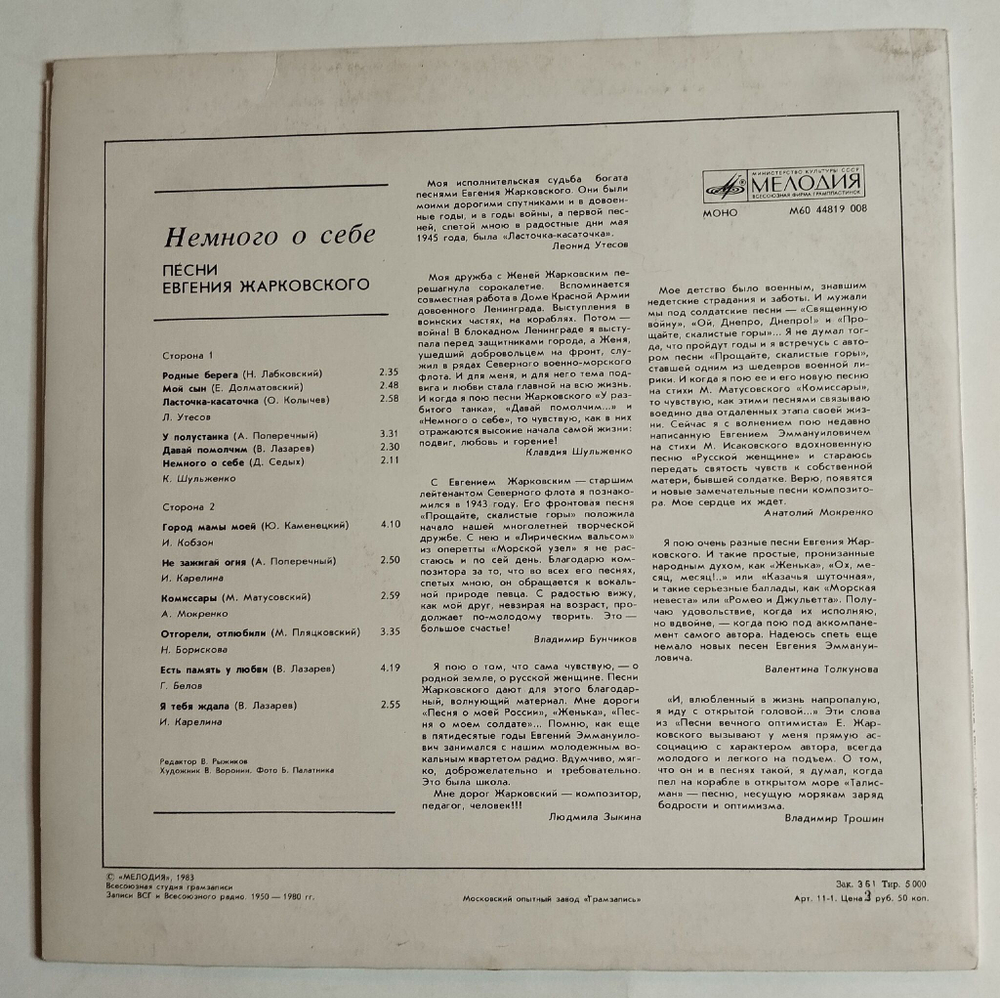 Немного о себе
ПЕСНИ
ЕВГЕНИЯ ЖАРКОВСКОГО
Сторона 1
Родные берега (Н. Лабковский) 2.35
Мой сын (Е. Долматовский) 2.48
Ласточка-касаточка (О. Колычев) 2.58
Л. Утесов
У полустанка (А. Поперечный) 3.31
Давай помолчим (В. Лазарев) 2.30
Немного о себе (Д. Седых) 2.11
К. Шульженко
Сторона 2
Город мамы моей (Ю. Каменецкий) 4.10
И. Кобзон
Не зажигай огня (А. Поперечный) 2.50
И. Карелина
Комиссары (М. Матусовский) 2.59
А. Мокренко
Отгорели, отлюбили (М. Пляцковский) 3.35
Н. Борискова
Есть память у любви (В. Лазарев) 4.19
Г. Белов
Я тебя ждала (В. Лазарев) 2.55
И. Карелина
Редактор В. Рыжиков
Художник В. Воронин. Фото Б. Палатника
Моя исполнительская судьба богата
песнями Евгения Жарковского. Они были
моими дорогими спутниками и в довоен-
ные годы, и в годы войны, а первой пес-
ней, спетой мною в радостные дни мая
1945 года, была «Ласточка-касаточка».
Леонид Утесов
Моя дружба с Женей Жарковским пе-
решагнула сорокалетие. Вспоминается
совместная работа в Доме Красной Армии
довоенного Ленинграда. Выступления в
воинских частях, на кораблях. Потом —
война! В блокадном Ленинграде я высту-
пала перед защитниками города, а Женя,
ушедший добровольцем на фронт, слу-
жил в рядах Северного военно-морского
флота. И для меня, и для него тема под-
вига и любви стала главной на всю жизнь.
И когда я пою песни Жарковского «У раз-
битого танка», «Давай помолчим...» и
«Немного о себе», то чувствую, как в них
отражаются высокие начала самой жизни:
подвиг, любовь и горение!
Клавдия Шульженко
С Евгением Жарковским — старшим
лейтенантом Северного флота я познако-
мился в 1943 году. Его фронтовая песня
«Прощайте, скалистые горы» положила
начало нашей многолетней творческой
дружбе. С нею и «Лирическим вальсом»
из оперетты «Морской узел» я не рас-
стаюсь и по сей день. Благодарю ком-
позитора за то, что во всех его песнях,
спетых мною, он обращается к вокаль-
ной природе певца. С радостью вижу,
как мой друг, невзирая на возраст, про-
должает по-молодому творить. Это —
большое счастье!
Владимир Бунчиков
Я пою о том, что сама чувствую, — о
родной земле, о русской женщине. Песни
Жарковского дают для этого благодар-
ный, волнующий материал. Мне дороги
«Песня о моей России», «Женька», «Пес-
ня о моем солдате»... Помню, как еще
в пятидесятые годы Евгений Эммануило-
вич занимался с нашим молодежным во-
кальным квартетом радио. Вдумчиво, мяг-
ко, доброжелательно и требовательно.
Это была школа.
Мне дорог Жарковский — композитор,
педагог, человек!!!
Людмила Зыкина
МИНИСТЕРСТВО КУЛЬТУРЫ СССР
МЕЛОДИЯ
ВСЕСОЮЗНАЯ ФИРМА ГРАМПЛАСТИНОК
МОНО М60 44819 008
Мое детство было военным, знавшим
недетские страдания и заботы. И мужали
мы под солдатские песни — «Священную
войну», «Ой, Днепро, Днепро!» и «Про-
щайте, скалистые горы»... Я не думал тог-
да, что пройдут годы и я встречусь с авто-
ром песни «Прощайте, скалистые горы»,
ставшей одним из шедевров военной ли-
рики. И когда я пою ее и его новую песню
на стихи М. Матусовского «Комиссары»,
то чувствую, как этими песнями связываю
воедино два отдаленных этапа своей жиз-
ни. Сейчас я с волнением пою недавно
написанную Евгением Эммануиловичем
на стихи М. Исаковского вдохновенную
песню «Русской женщине» и стараюсь
передать святость чувств к собственной
матери, бывшей солдатке. Верю, появятся
и новые замечательные песни композито-
ра. Мое сердце их ждет.
Анатолий Мокренко
Я пою очень разные песни Евгения Жар-
ковского. И такие простые, пронизанные
народным духом, как «Женька», «Ох, ме-
сяц, месяц!..» или «Казачья шуточная»,
и такие серьезные баллады, как «Морская
невеста» или «Ромео и Джульетта». Полу-
чаю удовольствие, когда их исполняю,
но вдвойне, — когда пою под аккомпане-
мент самого автора. Надеюсь спеть еще
немало новых песен Евгения Эммануи-
ловича.
Валентина Толкунова
«И, влюбленный в жизнь напропалую,
я иду с открытой головой...» Эти слова
из «Песни вечного оптимиста» Е. Жар-
ковского вызывают у меня прямую ас-
социацию с характером автора, всегда
молодого и легкого на подъем. О том,
что он и в песнях такой, я думал, когда
пел на корабле в открытом море «Талис-
ман» — песню, несущую морякам заряд
бодрости и оптимизма.
Владимир Трошин
© «МЕЛОДИЯ», 1983
Всесоюзная студия грамзаписи
Записи ВСГ и Всесоюзного радио. 1950 — 1980 гг.
Московский опытный завод «Грамзапись»
Зак. 361 Тир. 5 000
Арт. 11-1. Цена 3 руб. 50 коп.